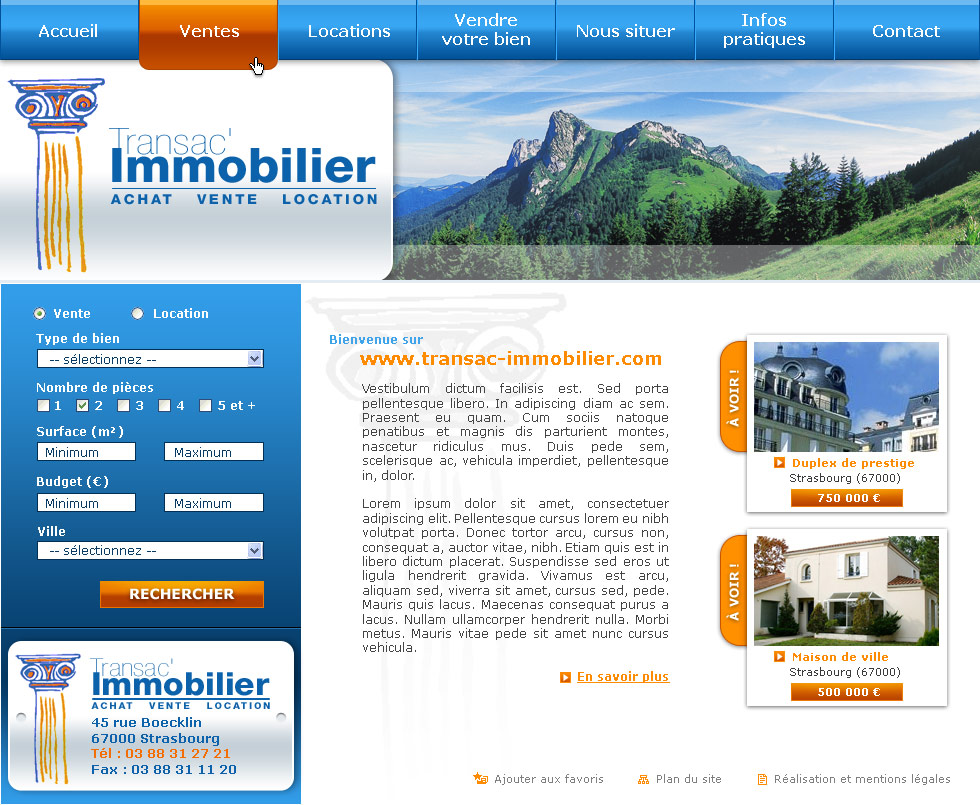 Accueil
Ventes
Locations
Vendre
votre bien
Nous situer
Infos
pratiques
Contact
Transac'
Immobilier
ACHAT VENTE LOCATION
Vente
Location
Type de bien
-- sélectionnez --
Nombre de pièces
1 2 3 4 5 et +
Surface (m²)
Minimum
Maximum
Budget (€)
Minimum
Maximum
Ville
-- sélectionnez --
RECHERCHER
Transac'
Immobilier
ACHAT VENTE LOCATION
45 rue Boecklin
67000 Strasbourg
Tél : 03 88 31 27 21
Fax : 03 88 31 11 20
Bienvenue sur
www.transac-immobilier.com
Vestibulum dictum facilisis est. Sed porta
pellentesque libero. In adipiscing diam ac sem.
Praesent eu quam. Cum sociis natoque
penatibus et magnis dis parturient montes,
nascetur ridiculus mus. Duis pede sem,
scelerisque ac, vehicula imperdiet, pellentesque
in, dolor.
Lorem ipsum dolor sit amet, consectetuer
adipiscing elit. Pellentesque cursus lorem eu nibh
volutpat porta. Donec tortor arcu, cursus non,
consequat a, auctor vitae, nibh. Etiam quis est in
libero dictum placerat. Suspendisse sed eros ut
ligula hendrerit gravida. Vivamus est arcu,
aliquam sed, viverra sit amet, cursus sed, pede.
Mauris quis lacus. Maecenas consequat purus a
lacus. Nullam ullamcorper hendrerit nulla. Morbi
metus. Mauris vitae pede sit amet nunc cursus
vehicula.
En savoir plus
À VOIR !
Duplex de prestige
Strasbourg (67000)
750 000 €
À VOIR !
Maison de ville
Strasbourg (67000)
500 000 €
Ajouter aux favoris
Plan du site
Réalisation et mentions légales